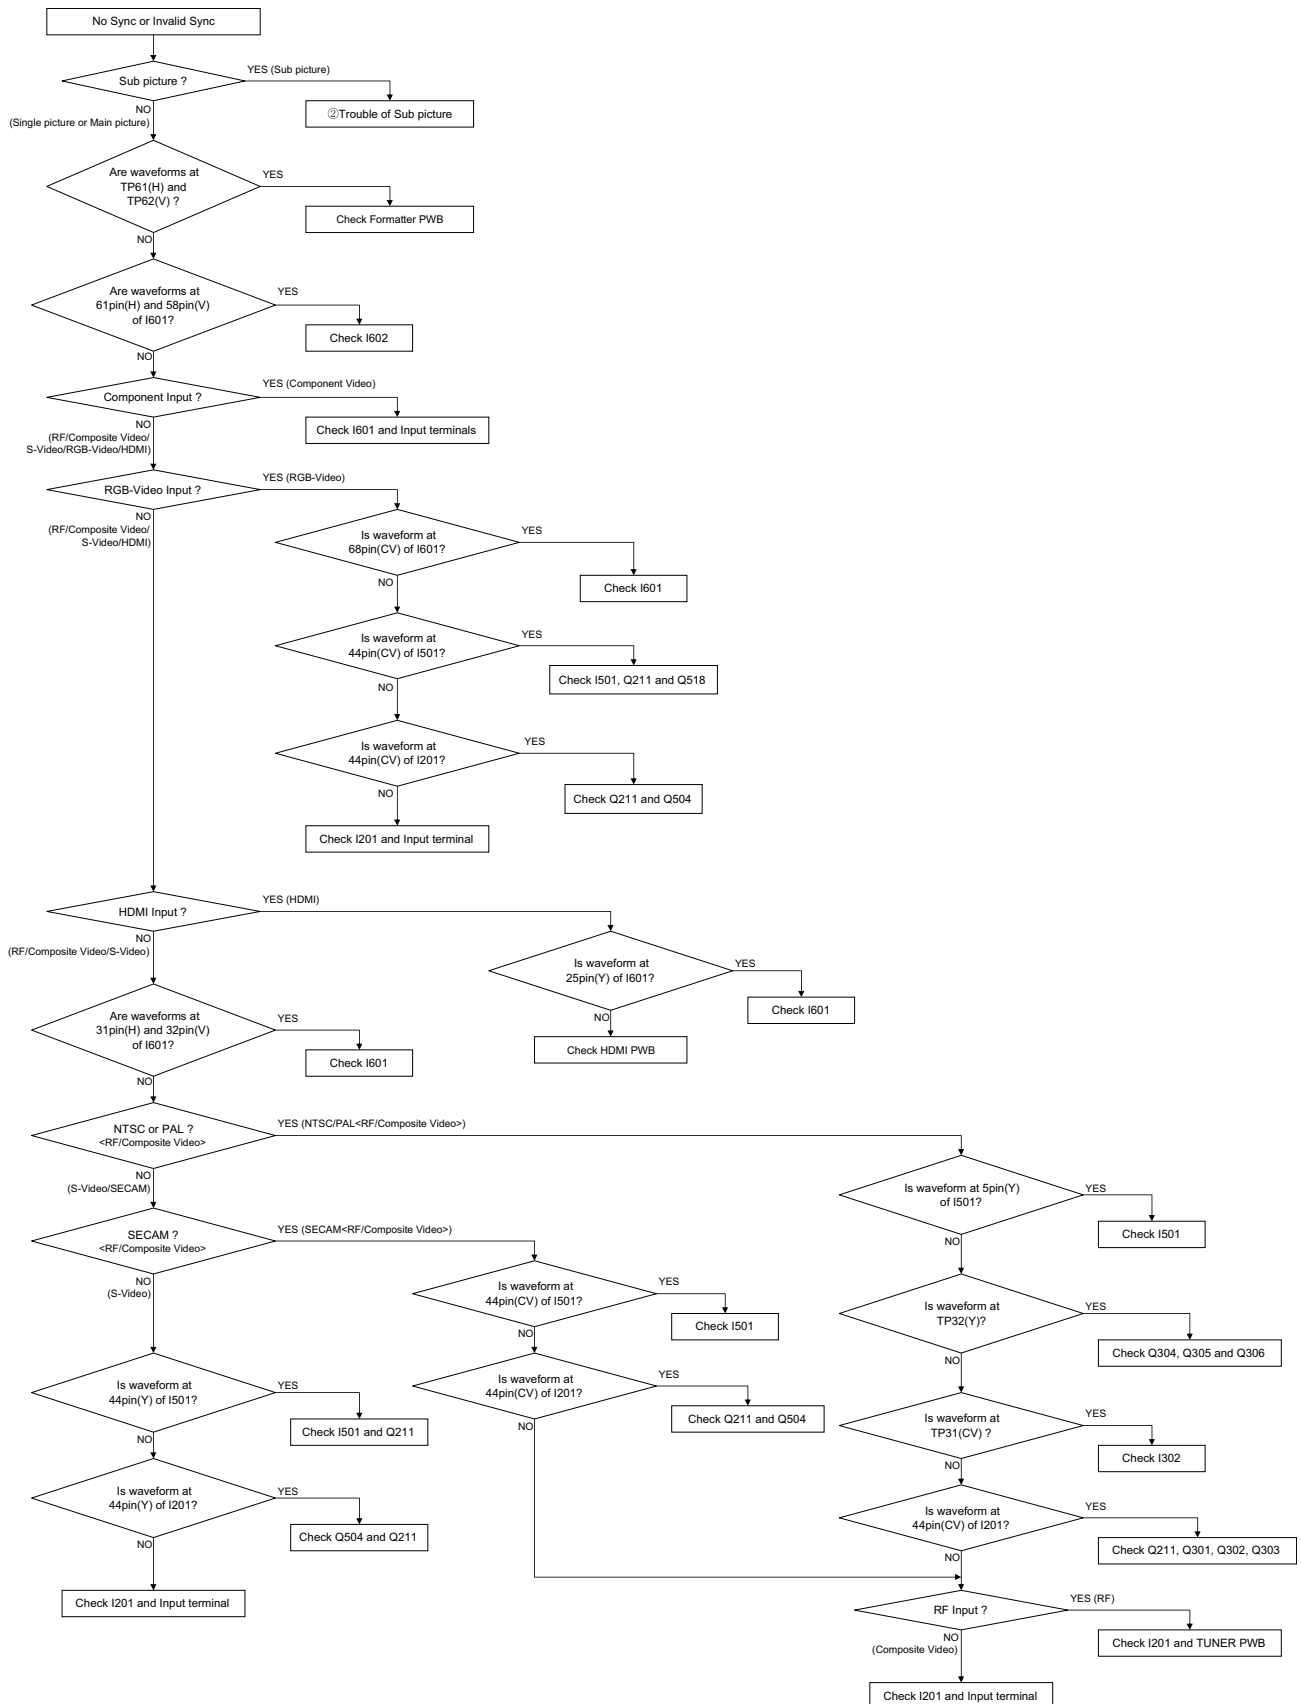 No Sync or Invalid Sync
Sub picture ?
YES (Sub picture)
②Trouble of Sub picture
NO
(Single picture or Main picture)
Are waveforms at
TP61(H) and
TP62(V) ?
YES
Check Formatter PWB
NO
Are waveforms at
61pin(H) and 58pin(V)
of I601?
YES
Check I602
NO
Component Input ?
YES (Component Video)
Check I601 and Input terminals
NO
(RF/Composite Video/
S-Video/RGB-Video/HDMI)
RGB-Video Input ?
YES (RGB-Video)
NO
(RF/Composite Video/
S-Video/HDMI)
Is waveform at
68pin(CV) of I601?
YES
Check I601
NO
Is waveform at
44pin(CV) of I501?
YES
Check I501, Q211 and Q518
NO
Is waveform at
44pin(CV) of I201?
YES
Check Q211 and Q504
NO
Check I201 and Input terminal
HDMI Input ?
YES (HDMI)
NO
(RF/Composite Video/S-Video)
Is waveform at
25pin(Y) of I601?
YES
Check I601
NO
Check HDMI PWB
Are waveforms at
31pin(H) and 32pin(V)
of I601?
YES
Check I601
NO
NTSC or PAL ?
<RF/Composite Video>
YES (NTSC/PAL<RF/Composite Video>)
NO
(S-Video/SECAM)
Is waveform at 5pin(Y)
of I501?
YES
Check I501
NO
SECAM ?
<RF/Composite Video>
YES (SECAM<RF/Composite Video>)
NO
(S-Video)
Is waveform at
44pin(CV) of I501?
YES
Check I501
NO
Is waveform at
TP32(Y)?
YES
Check Q304, Q305 and Q306
NO
Is waveform at
44pin(Y) of I501?
YES
Check I501 and Q211
NO
Is waveform at
44pin(CV) of I201?
YES
Check Q211 and Q504
NO
Is waveform at
TP31(CV) ?
YES
Check I302
NO
Is waveform at
44pin(Y) of I201?
YES
Check Q504 and Q211
NO
Check I201 and Input terminal
Is waveform at
44pin(CV) of I201?
YES
Check Q211, Q301, Q302, Q303
NO
RF Input ?
YES (RF)
Check I201 and TUNER PWB
NO
(Composite Video)
Check I201 and Input terminal